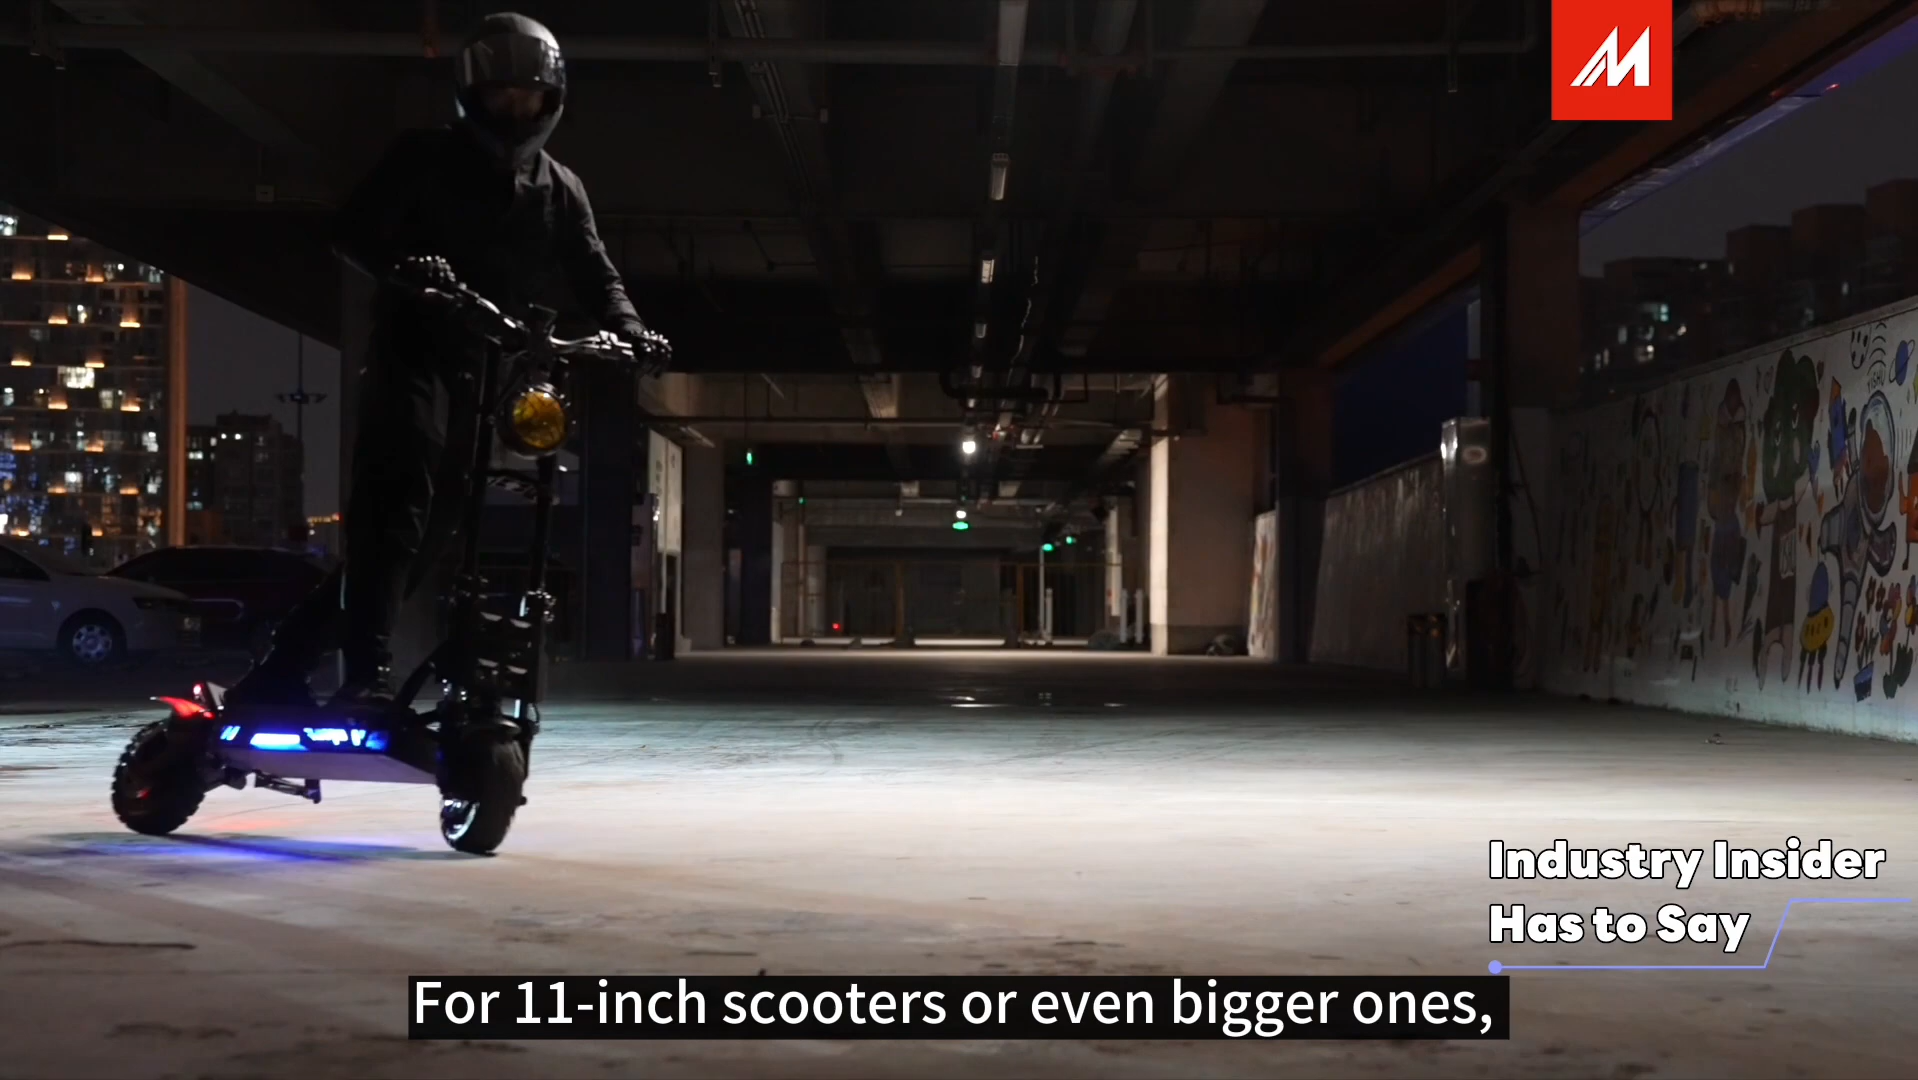 M
Industry Insider
Has to Say
For 11-inch scooters or even bigger ones,